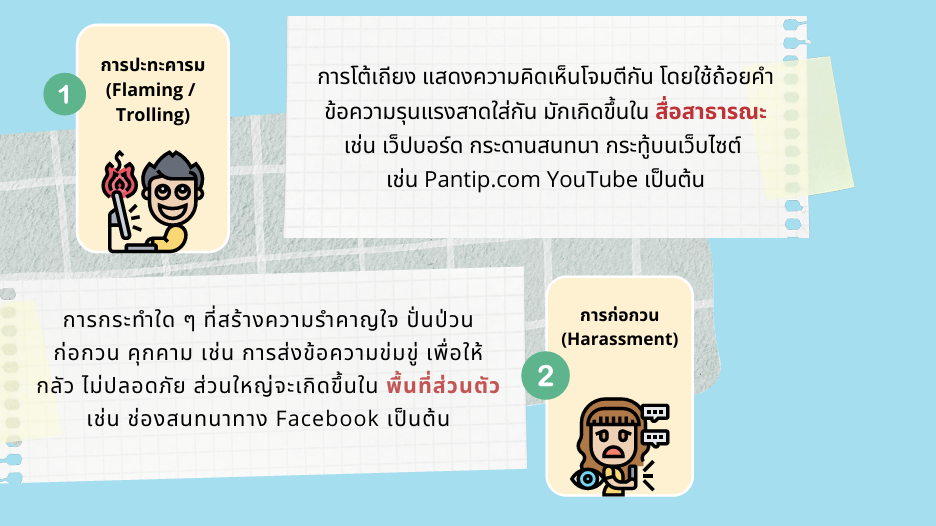 1
การปะทะคารม
(Flaming /
Trolling)
การโต้เถียง แสดงความคิดเห็นโจมตีกัน โดยใช้ถ้อยคำ
ข้อความรุนแรงสาดใส่กัน มักเกิดขึ้นใน สื่อสาธารณะ
เช่น เว็ปบอร์ด กระดานสนทนา กระทู้บนเว็บไซต์
เช่น Pantip.com YouTube เป็นต้น
การกระทำใด ๆ ที่สร้างความรำคาญใจ ปั่นป่วน
ก่อกวน คุกคาม เช่น การส่งข้อความข่มขู่ เพื่อให้
กลัว ไม่ปลอดภัย ส่วนใหญ่จะเกิดขึ้นใน พื้นที่ส่วนตัว
เช่น ช่องสนทนาทาง Facebook เป็นต้น
2
การก่อกวน
(Harassment)